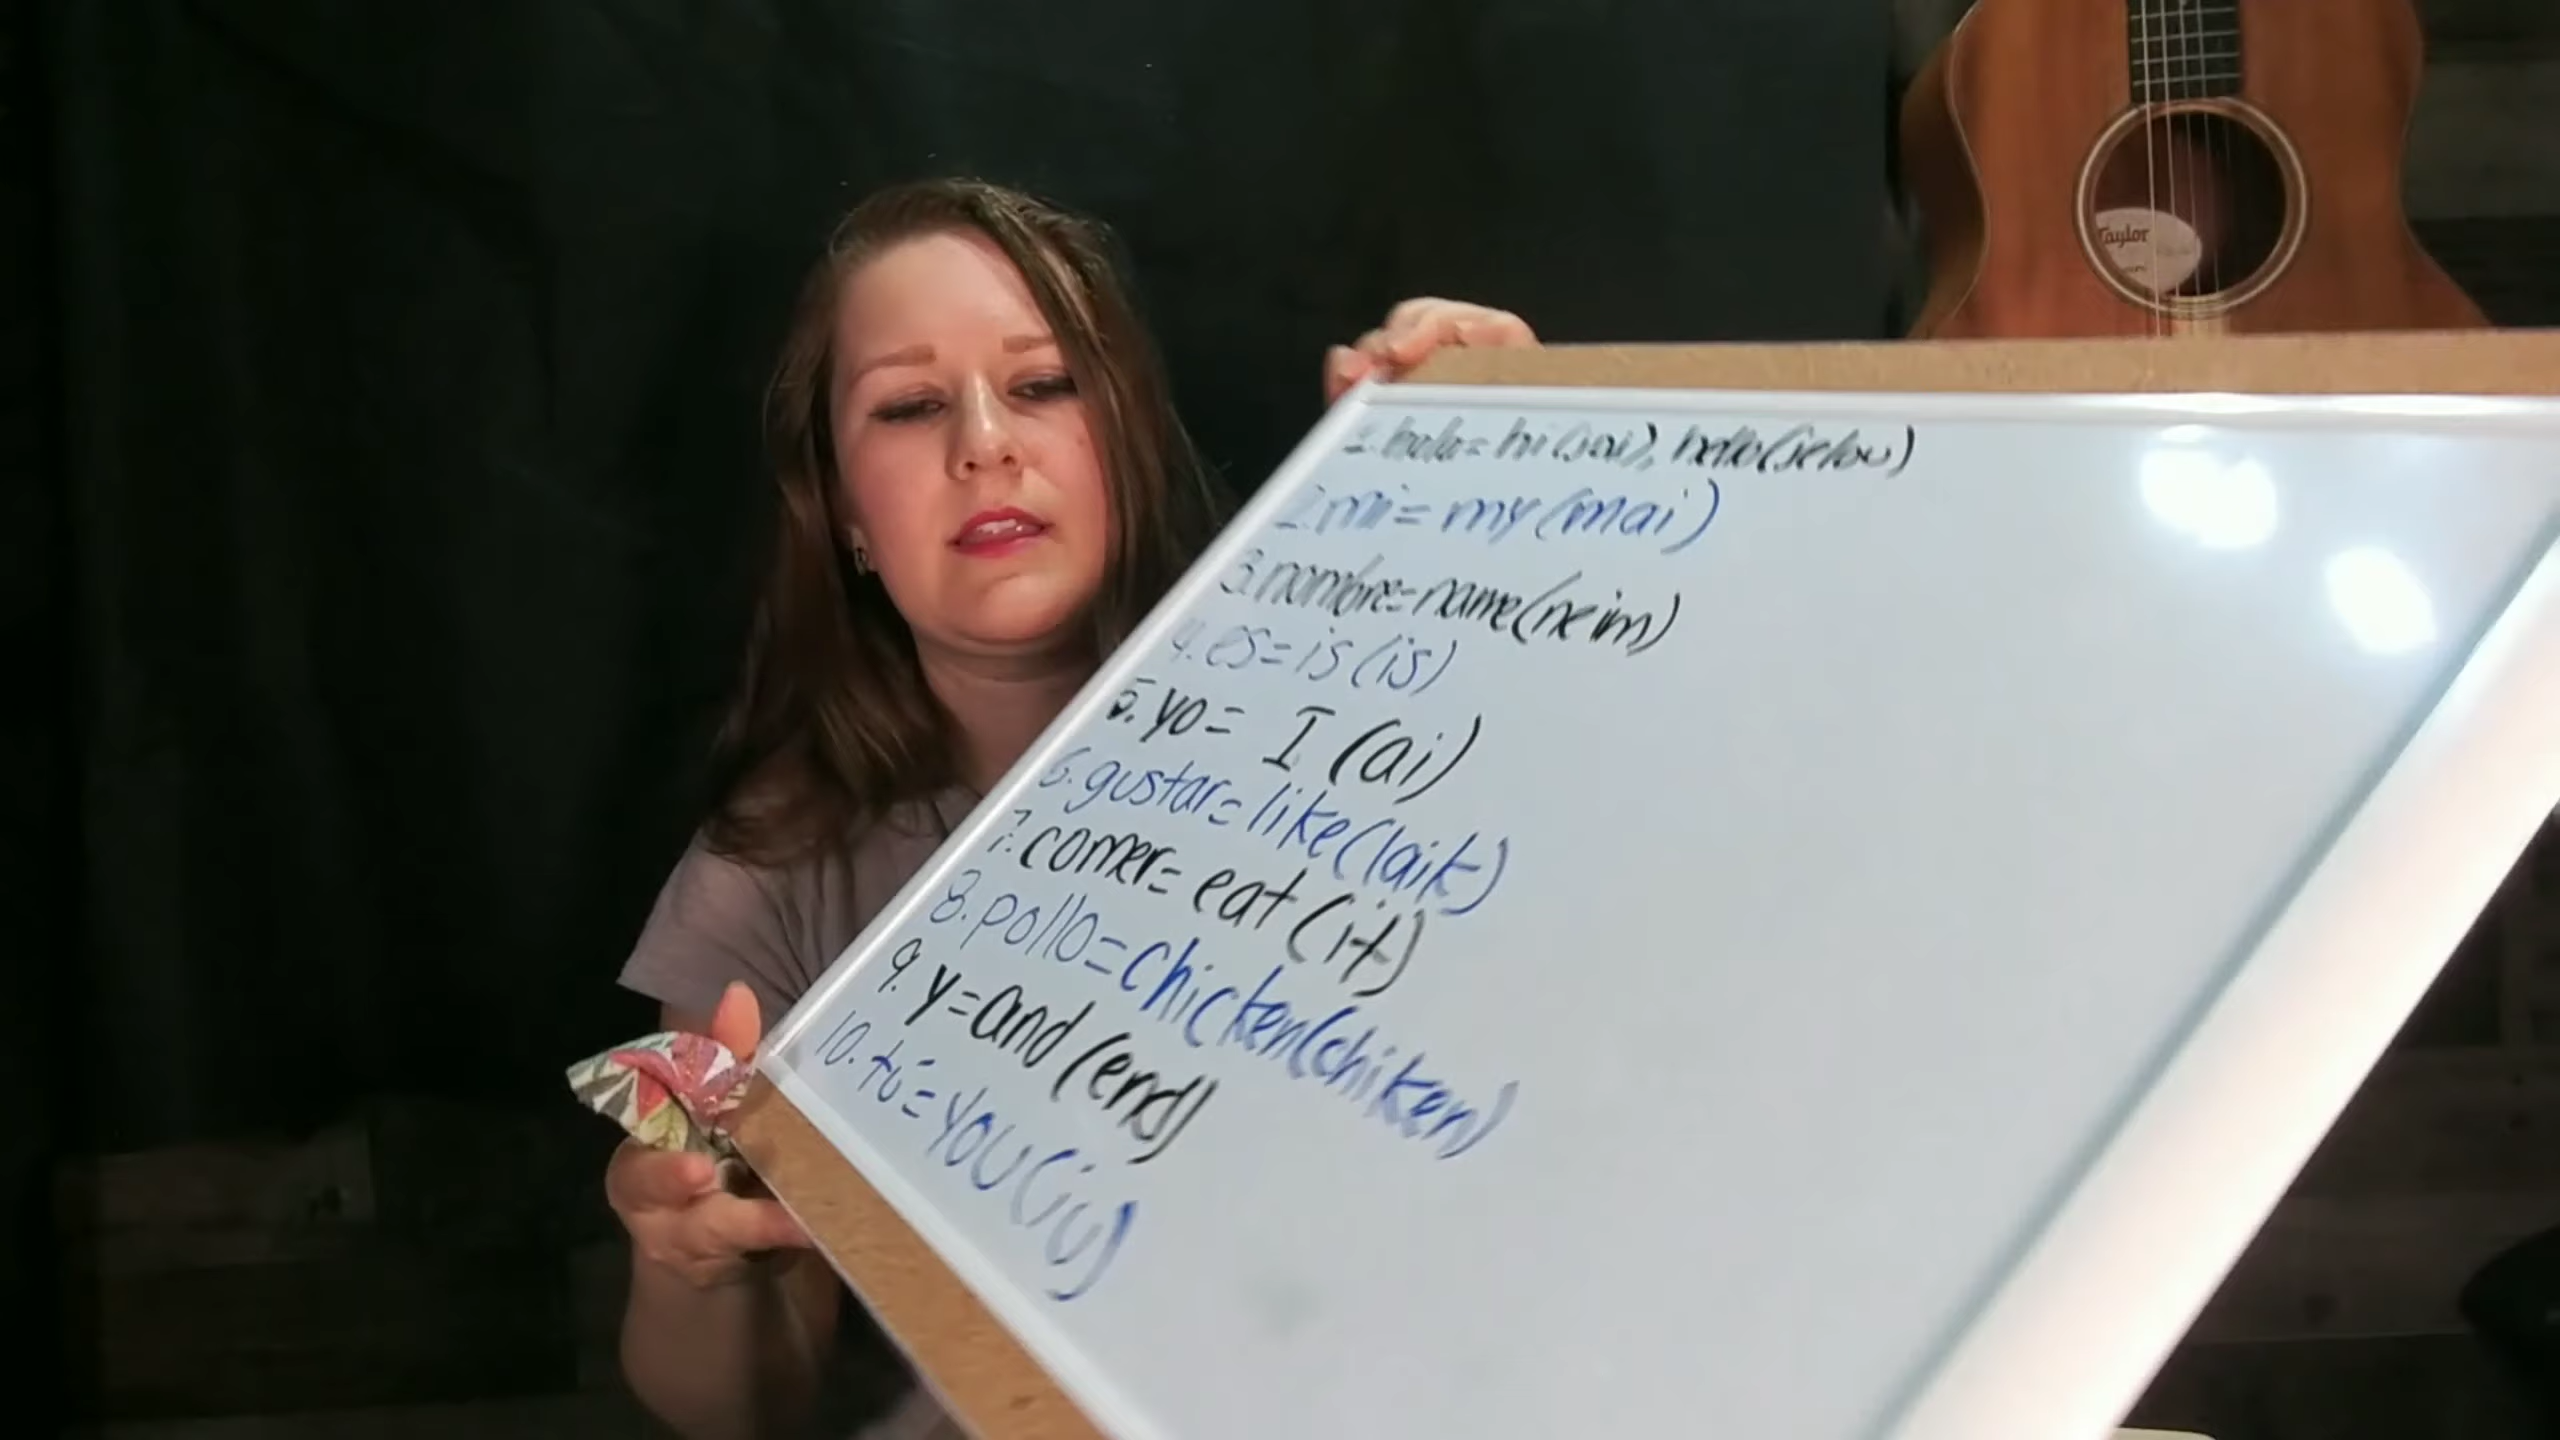 Taylor
1. hola = hi (jai), hello (jelou)
2. mi = my (mai)
3. nombre = name (neim)
4. es = is (is)
5. yo = I (ai)
6. gustar = like (laik)
7. comer = eat (it)
8. pollo = chicken (chiken)
9. y = and (end)
10. tú = you (iu)